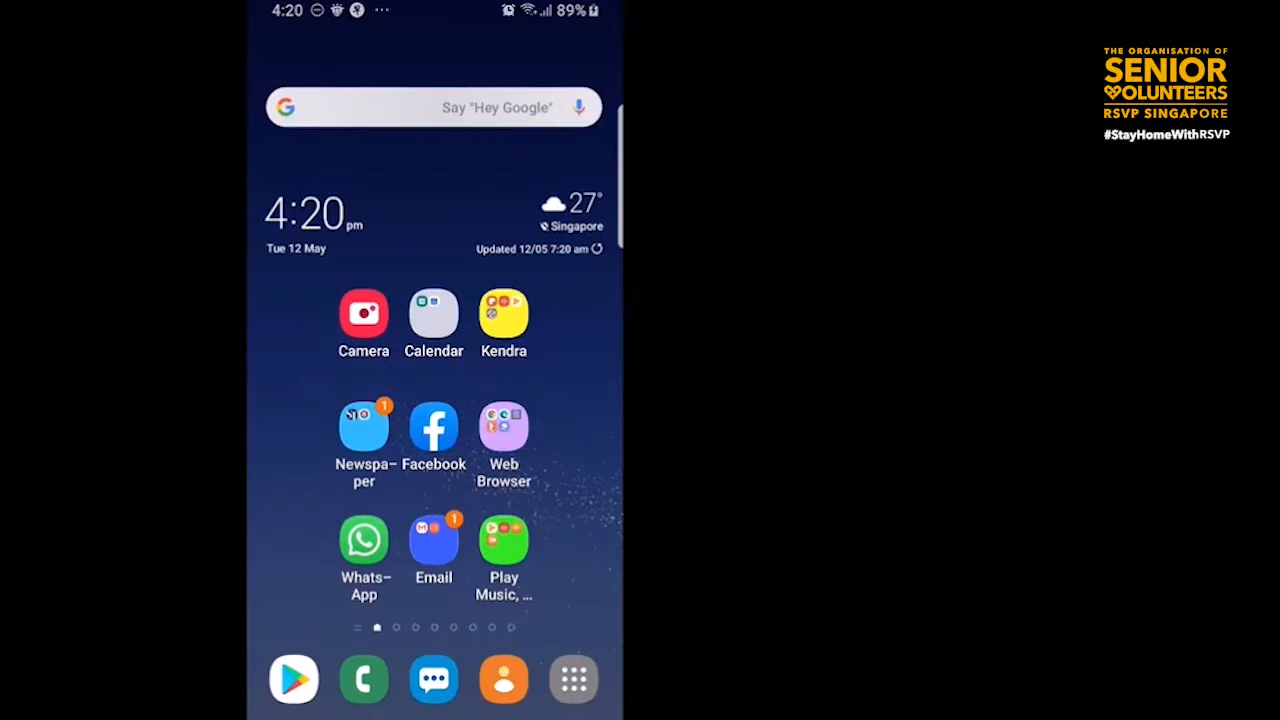 4:20 89%
THE ORGANISATION OF
SENIOR
VOLUNTEERS
RSVP SINGAPORE
#StayHomeWithRSVP
Say "Hey Google"
4:20 pm
27°
Singapore
Tue 12 May
Updated 12/05 7:20 am
Camera Calendar Kendra
Newspa-
per
Facebook
Web
Browser
Whats-
App
Email
Play
Music, ...
1
1